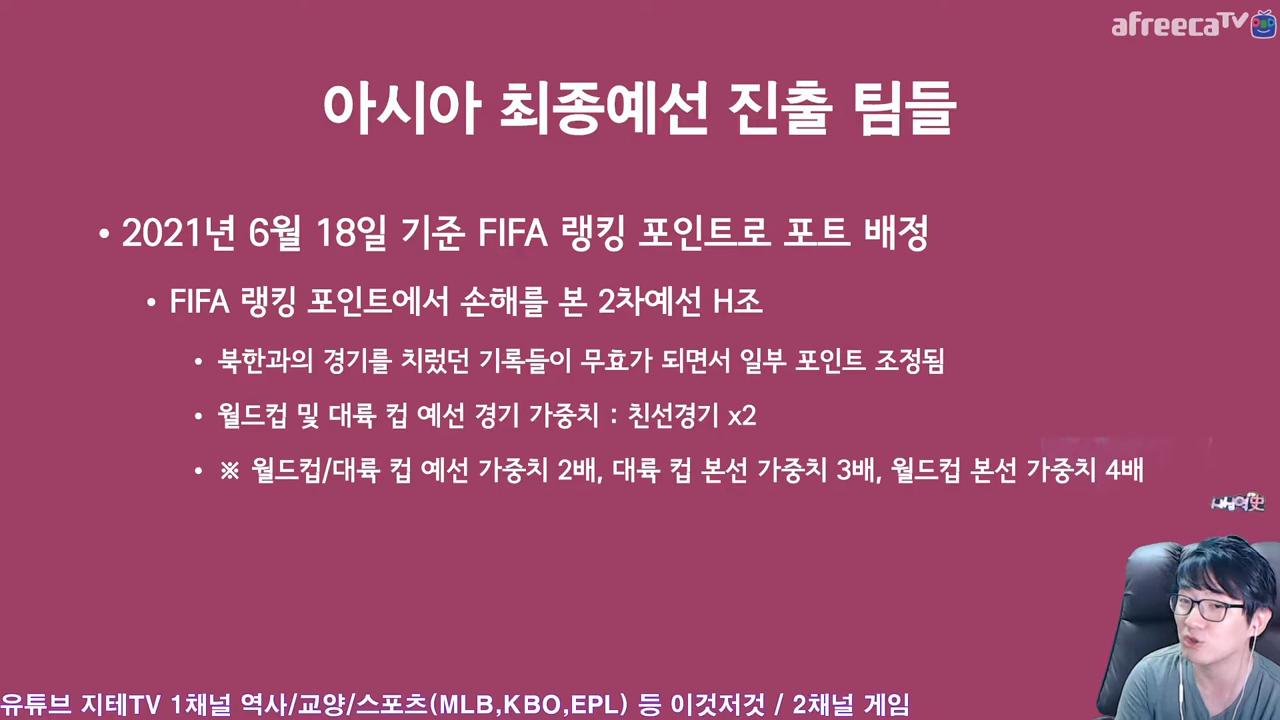 afreecaTV
아시아 최종예선 진출 팀들
• 2021년 6월 18일 기준 FIFA 랭킹 포인트로 포트 배정
• FIFA 랭킹 포인트에서 손해를 본 2차예선 H조
• 북한과의 경기를 치렀던 기록들이 무효가 되면서 일부 포인트 조정됨
• 월드컵 및 대륙 컵 예선 경기 가중치 : 친선경기 x2
• ※ 월드컵/대륙 컵 예선 가중치 2배, 대륙 컵 본선 가중치 3배, 월드컵 본선 가중치 4배
유튜브 지테TV 1채널 역사/교양/스포츠(MLB,KBO,EPL) 등 이것저것 / 2채널 게임